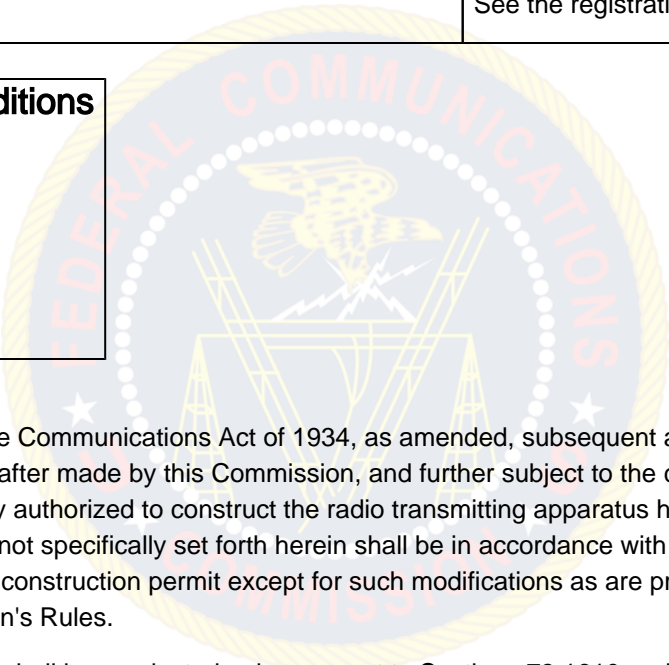 See the registrati
ditions
FEDERAL COMMUNICATIONS
COMMISSION
e Communications Act of 1934, as amended, subsequent a
after made by this Commission, and further subject to the c
y authorized to construct the radio transmitting apparatus h
not specifically set forth herein shall be in accordance with
construction permit except for such modifications as are pr
n's Rules.